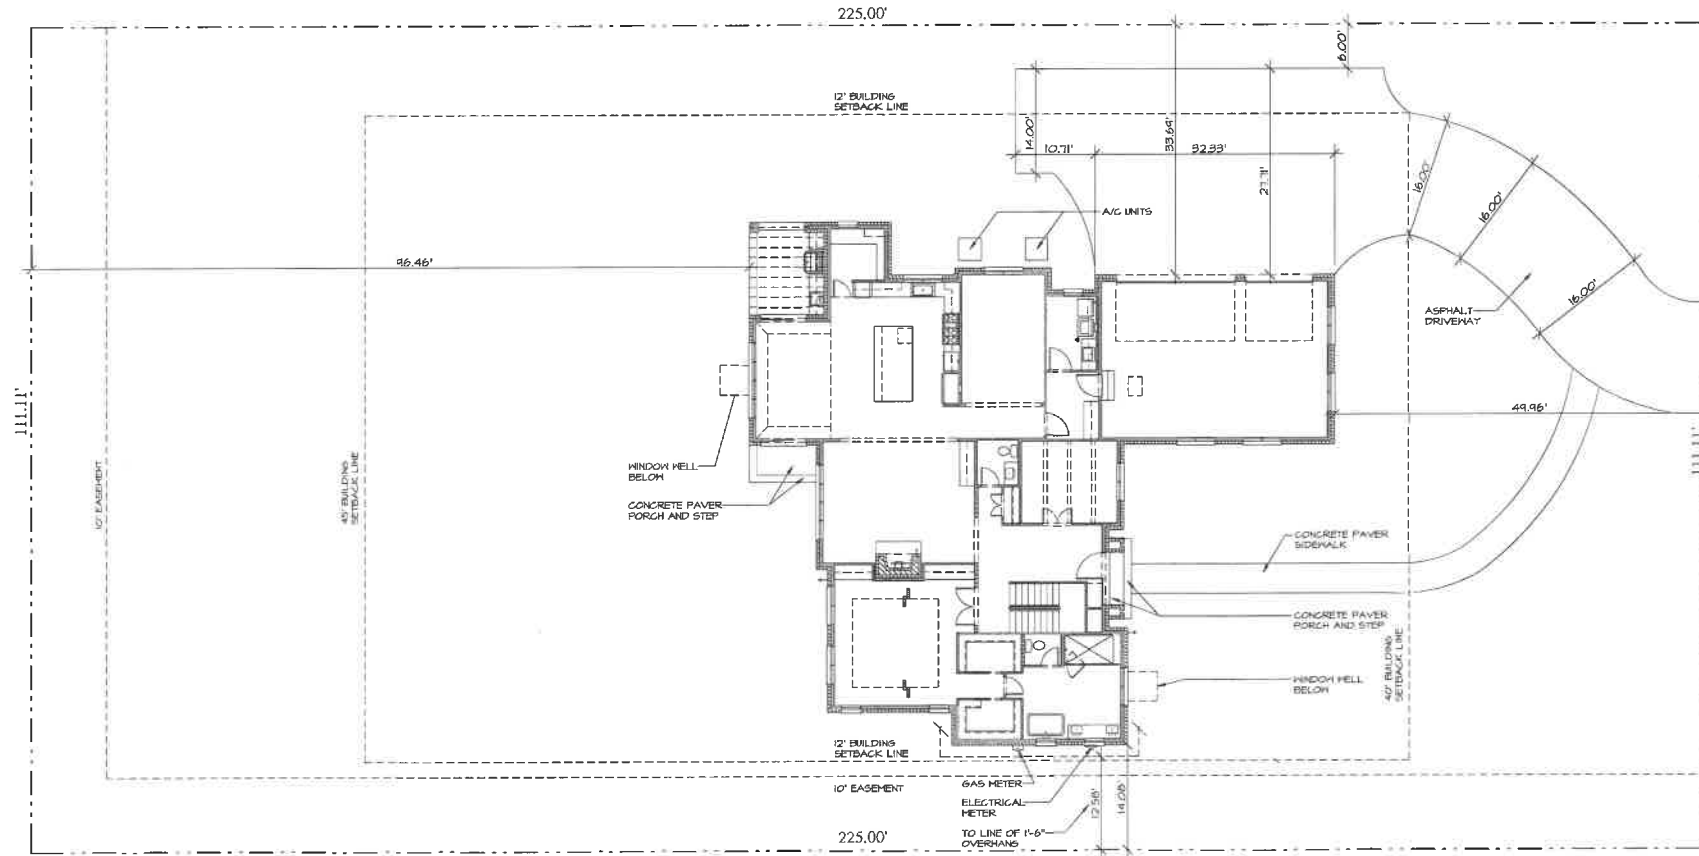 225.00'
6.00'
12' BUILDING
SETBACK LINE
14.00'
33.69'
10.71'
32.33'
27.71'
16.00'
16.00'
16.00'
A/C UNITS
96.46'
ASPHALT
DRIVEWAY
111.11'
49.96'
111.11'
10' EASEMENT
45' BUILDING
SETBACK LINE
WINDOW WELL
BELOW
CONCRETE PAVER
PORCH AND STEP
CONCRETE PAVER
SIDEWALK
CONCRETE PAVER
PORCH AND STEP
40' BUILDING
SETBACK LINE
WINDOW WELL
BELOW
12' BUILDING
SETBACK LINE
10' EASEMENT
GAS METER
ELECTRICAL
METER
TO LINE OF 1'-6"
OVERHANG
12.58'
14.08'
225.00'